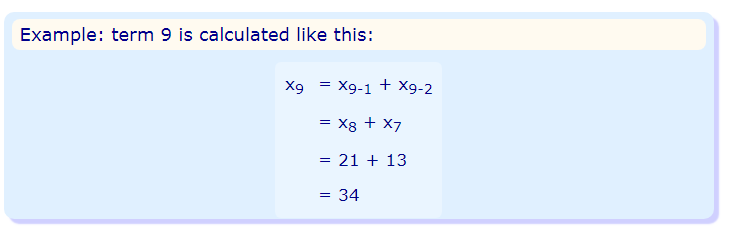 Example: term 9 is calculated like this:
x₉ = x₉₋₁ + x₉₋₂
= x₈ + x₇
= 21 + 13
= 34